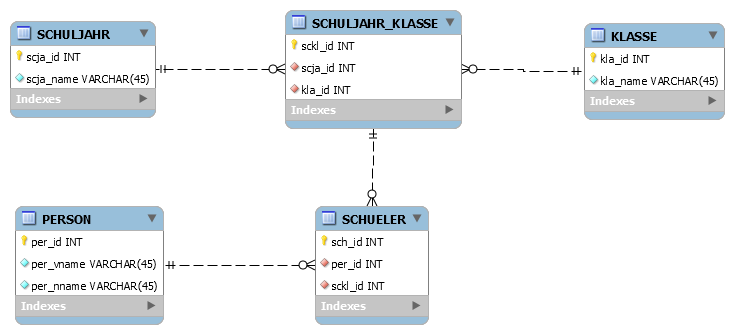 SCHULJAHR
scja_id INT
scja_name VARCHAR(45)
Indexes
SCHULJAHR_KLASSE
sckl_id INT
scja_id INT
kla_id INT
Indexes
KLASSE
kla_id INT
kla_name VARCHAR(45)
Indexes
PERSON
per_id INT
per_vname VARCHAR(45)
per_nname VARCHAR(45)
Indexes
SCHUELER
sch_id INT
per_id INT
sckl_id INT
Indexes